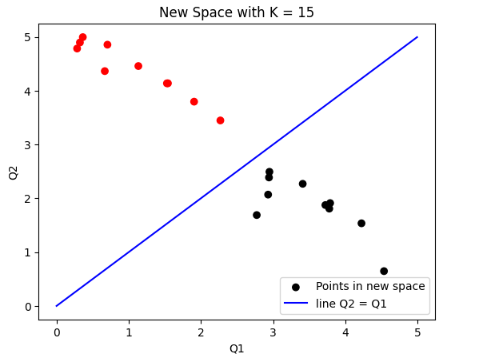 New Space with K = 15
5
4
3
2
1
0
Q2
0 1 2 3 4 5
Q1
Points in new space
line Q2 = Q1